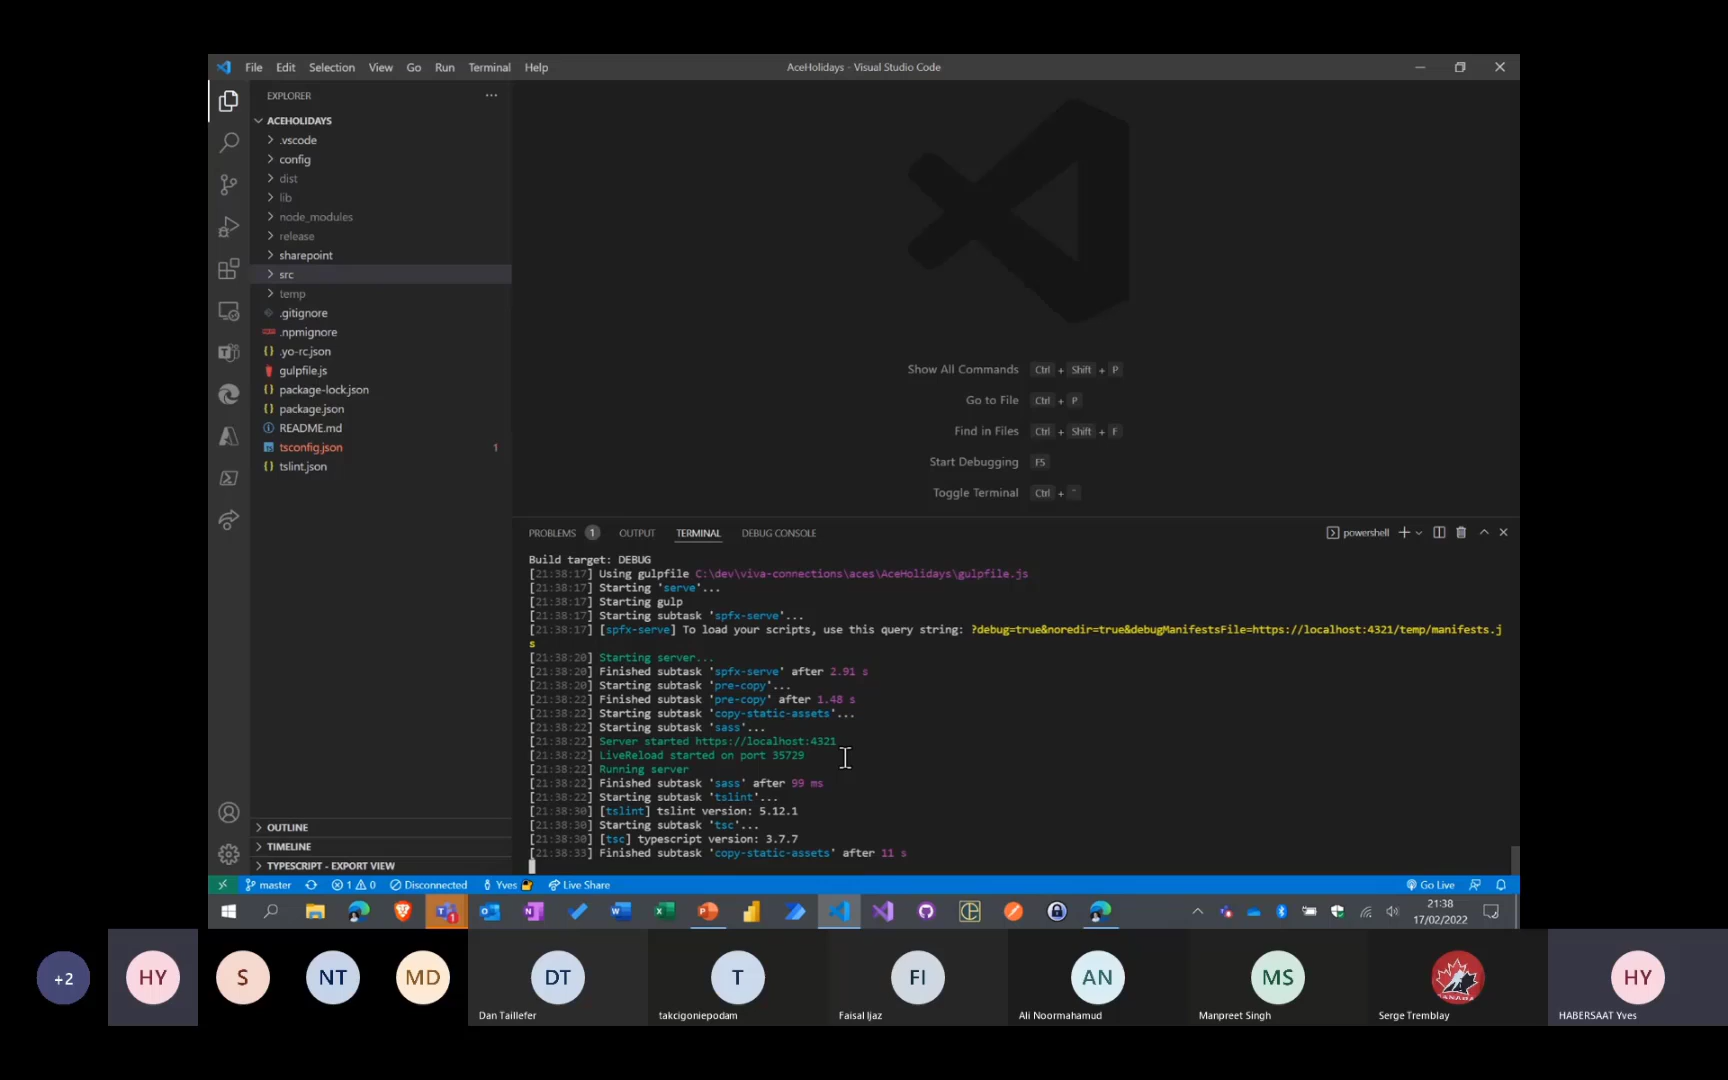 File Edit Selection View Go Run Terminal Help
AceHolidays - Visual Studio Code
EXPLORER
ACEHOLIDAYS
.vscode
config
dist
lib
node_modules
release
sharepoint
src
temp
.gitignore
.npmignore
.yo-rc.json
gulpfile.js
package-lock.json
package.json
README.md
tsconfig.json 1
tslint.json
OUTLINE
TIMELINE
TYPESCRIPT - EXPORT VIEW
Show All Commands Ctrl + Shift + P
Go to File Ctrl + P
Find in Files Ctrl + Shift + F
Start Debugging F5
Toggle Terminal Ctrl + ¨
PROBLEMS 1 OUTPUT TERMINAL DEBUG CONSOLE
powershell
Build target: DEBUG
[21:38:17] Using gulpfile C:\dev\viva-connections\aces\AceHolidays\gulpfile.js
[21:38:17] Starting 'serve'...
[21:38:17] Starting gulp
[21:38:17] Starting subtask 'spfx-serve'...
[21:38:17] [spfx-serve] To load your scripts, use this query string: ?debug=true&noredir=true&debugManifestsFile=https://localhost:4321/temp/manifests.j
s
[21:38:20] Starting server...
[21:38:20] Finished subtask 'spfx-serve' after 2.91 s
[21:38:20] Starting subtask 'pre-copy'...
[21:38:22] Finished subtask 'pre-copy' after 1.48 s
[21:38:22] Starting subtask 'copy-static-assets'...
[21:38:22] Starting subtask 'sass'...
[21:38:22] Server started https://localhost:4321
[21:38:22] LiveReload started on port 35729
[21:38:22] Running server
[21:38:22] Finished subtask 'sass' after 99 ms
[21:38:22] Starting subtask 'tslint'...
[21:38:30] [tslint] tslint version: 5.12.1
[21:38:30] Starting subtask 'tsc'...
[21:38:30] [tsc] typescript version: 3.7.7
[21:38:33] Finished subtask 'copy-static-assets' after 11 s
master 1 0 Disconnected Yves Live Share Go Live
21:38
17/02/2022
+2 HY S NT MD DT T FI AN MS HY
CANADA
Dan Taillefer takcigoniepodam Faisal Ijaz Ali Noormahamud Manpreet Singh Serge Tremblay HABERSAAT Yves